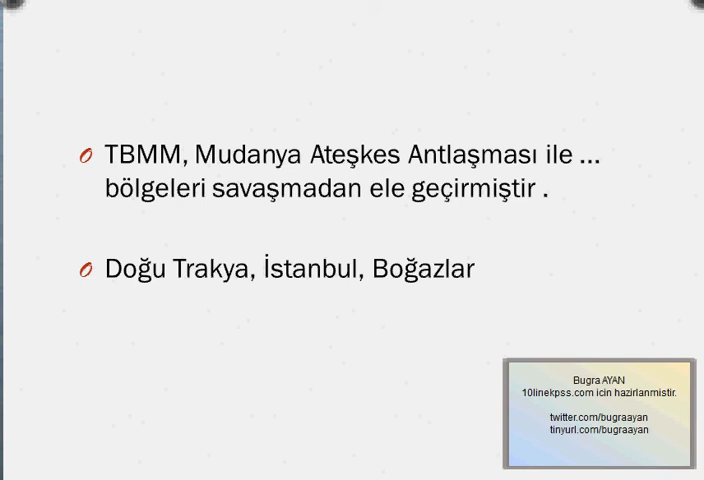 TBMM, Mudanya Ateşkes Antlaşması ile ...
bölgeleri savaşmadan ele geçirmiştir .
Doğu Trakya, İstanbul, Boğazlar
Bugra AYAN
10linekpss.com icin hazirlanmistir.
twitter.com/bugraayan
tinyurl.com/bugraayan